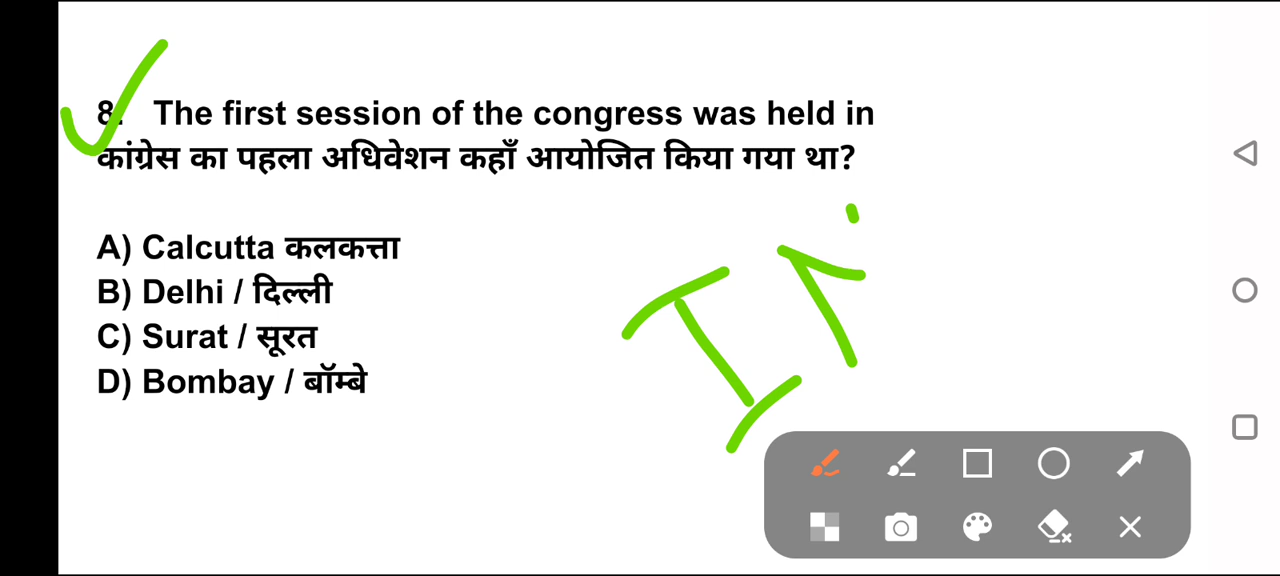 8. The first session of the congress was held in
कांग्रेस का पहला अधिवेशन कहाँ आयोजित किया गया था?
A) Calcutta कलकत्ता
B) Delhi / दिल्ली
C) Surat / सूरत
D) Bombay / बॉम्बे